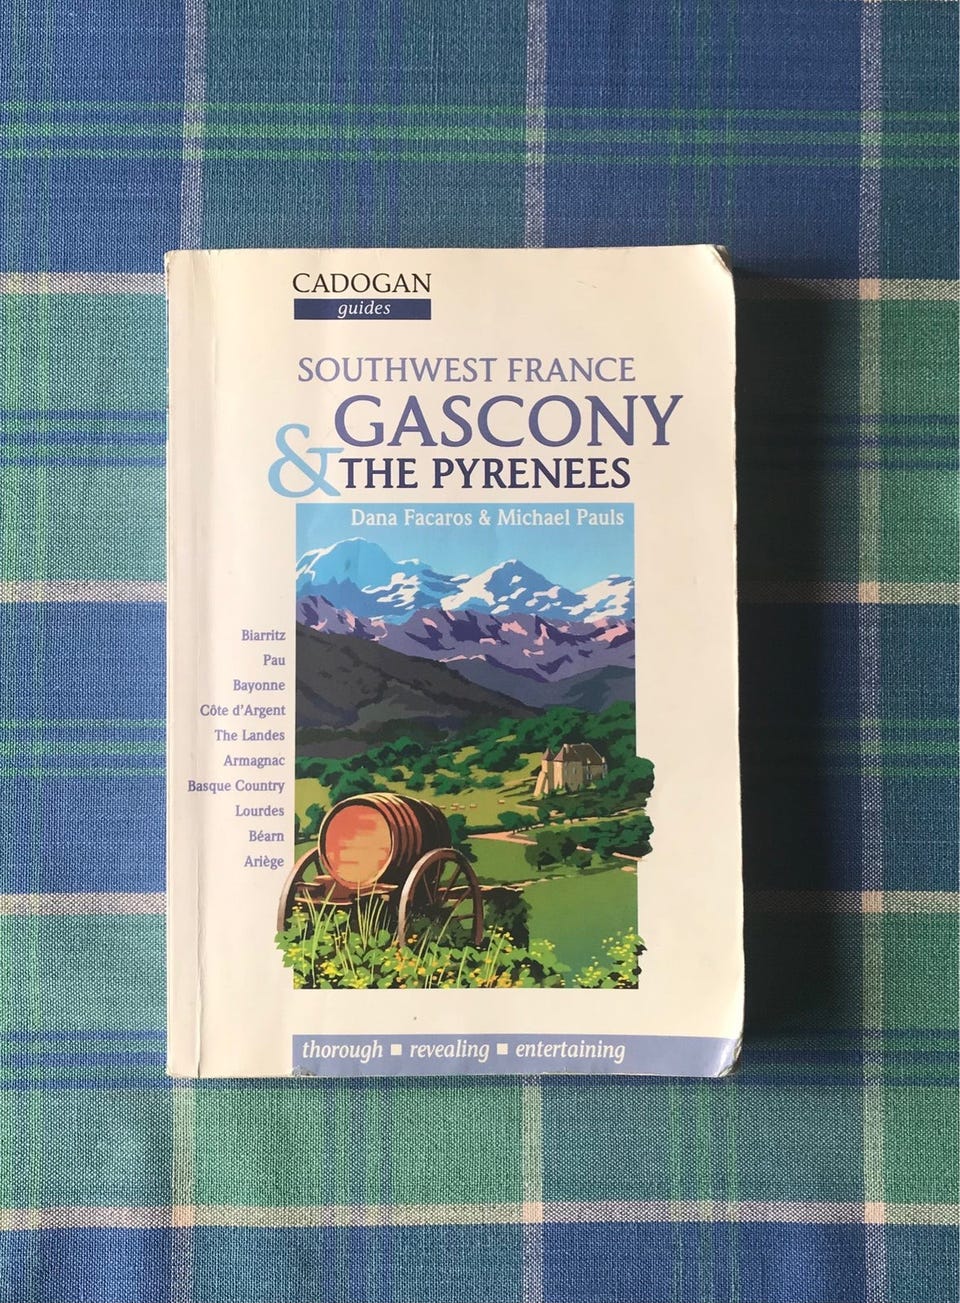 CADOGAN
guides
SOUTHWEST FRANCE
GASCONY
& THE PYRENEES
Dana Facaros & Michael Pauls
Biarritz
Pau
Bayonne
Côte d'Argent
The Landes
Armagnac
Basque Country
Lourdes
Béarn
Ariège
thorough ■ revealing ■ entertaining